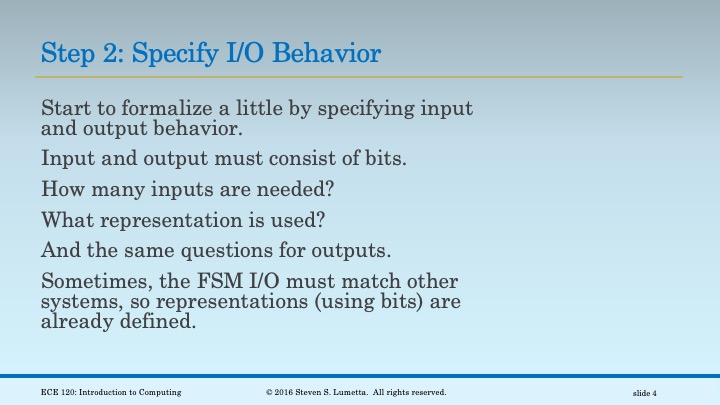 Step 2: Specify I/O Behavior
Start to formalize a little by specifying input
and output behavior.
Input and output must consist of bits.
How many inputs are needed?
What representation is used?
And the same questions for outputs.
Sometimes, the FSM I/O must match other
systems, so representations (using bits) are
already defined.
ECE 120: Introduction to Computing
© 2016 Steven S. Lumetta.  All rights reserved.
slide 4